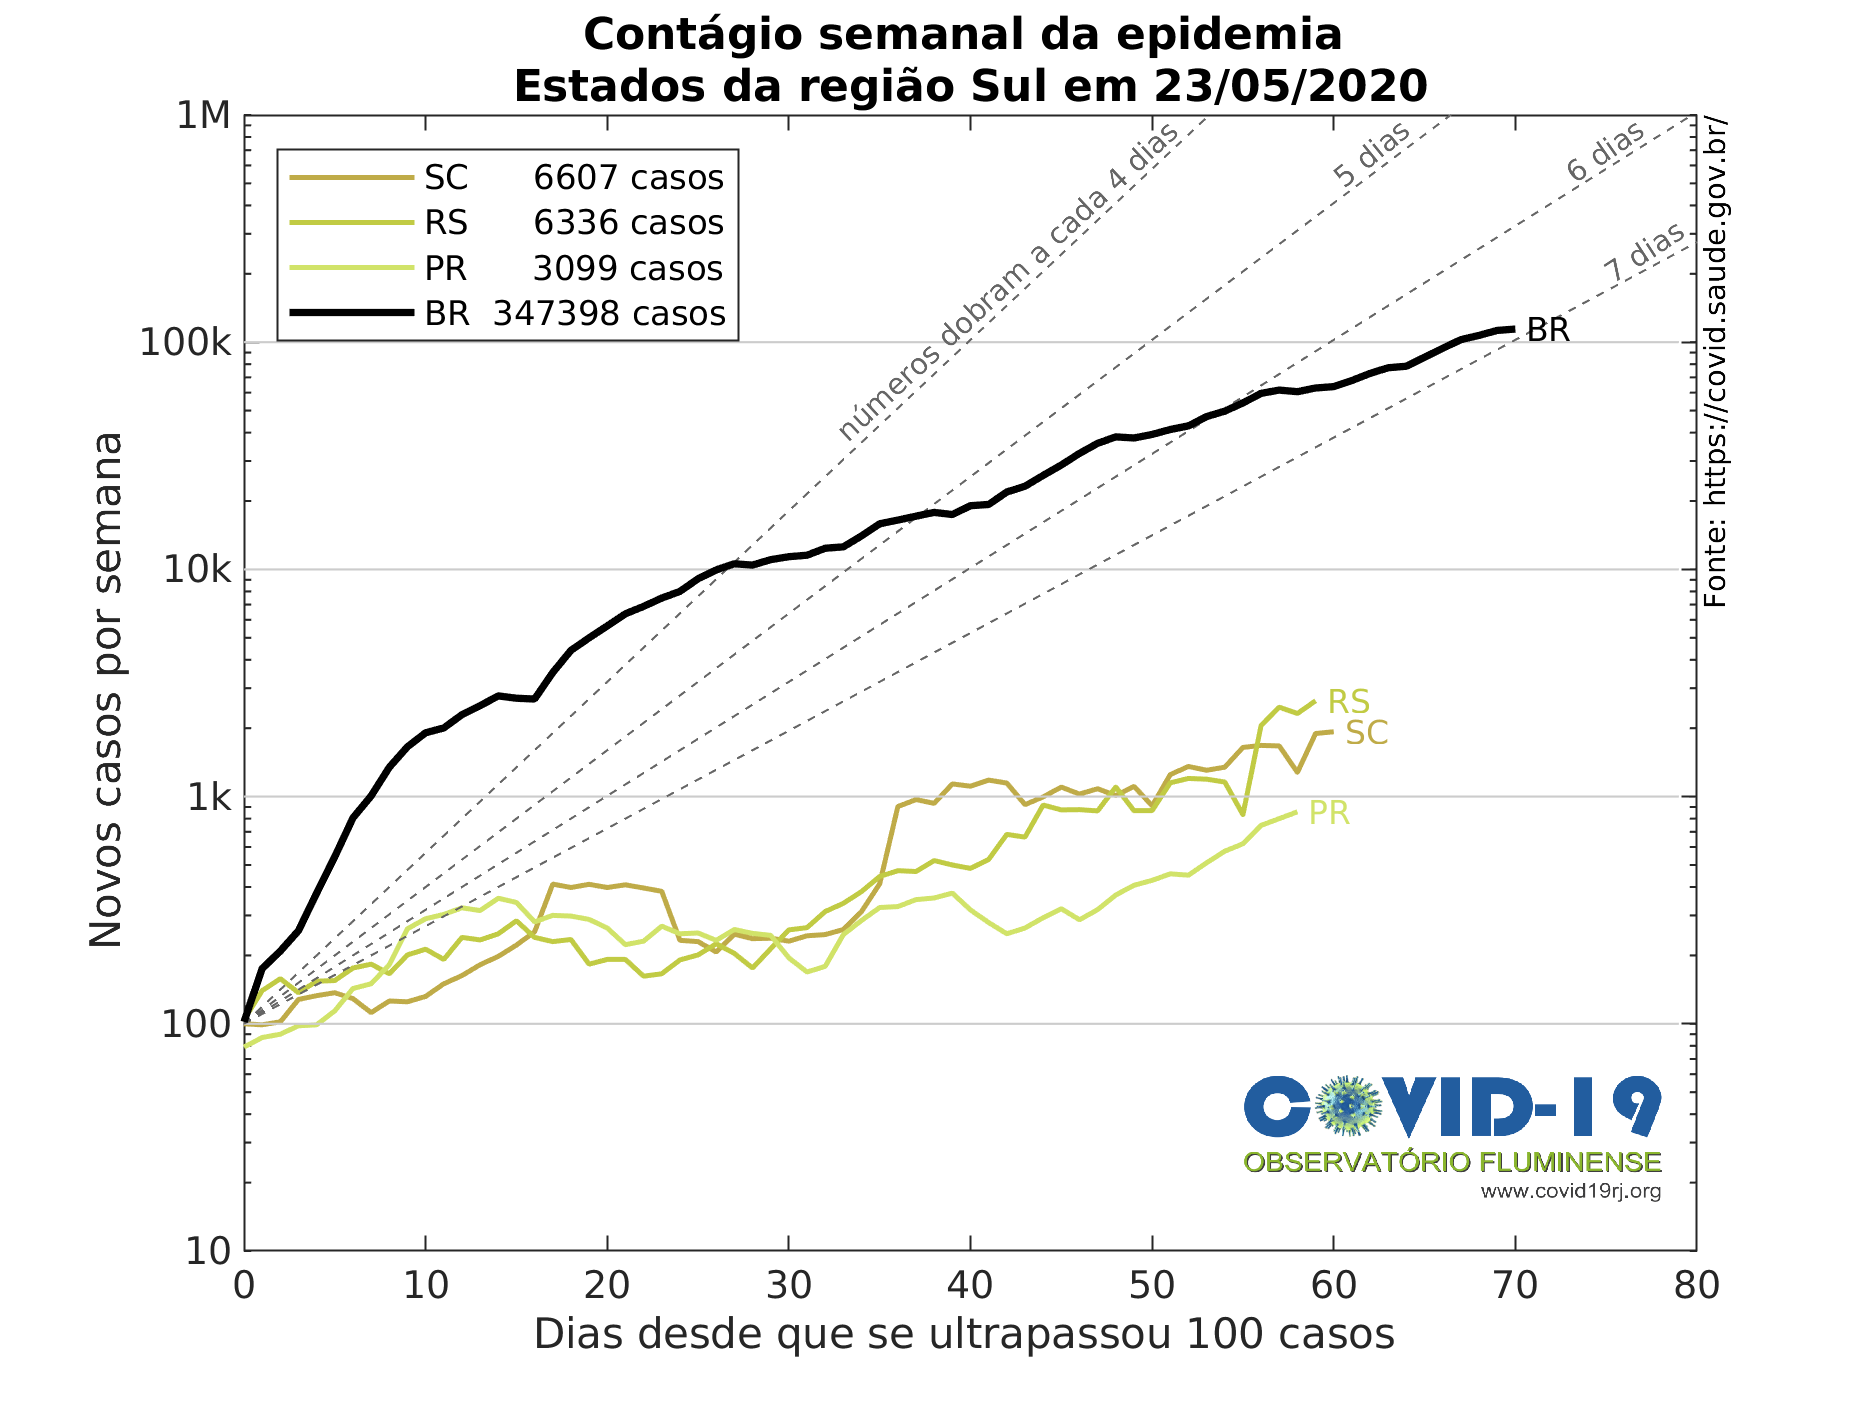 Contágio semanal da epidemia
Estados da região Sul em 23/05/2020
1M
100k
10k
1k
100
10
Novos casos por semana
SC 6607 casos
RS 6336 casos
PR 3099 casos
BR 347398 casos
números dobram a cada 4 dias
5 dias
6 dias
7 dias
BR
RS
SC
PR
Fonte: https://covid.saude.gov.br/
COVID-19
OBSERVATÓRIO FLUMINENSE
www.covid19rj.org
0 10 20 30 40 50 60 70 80
Dias desde que se ultrapassou 100 casos